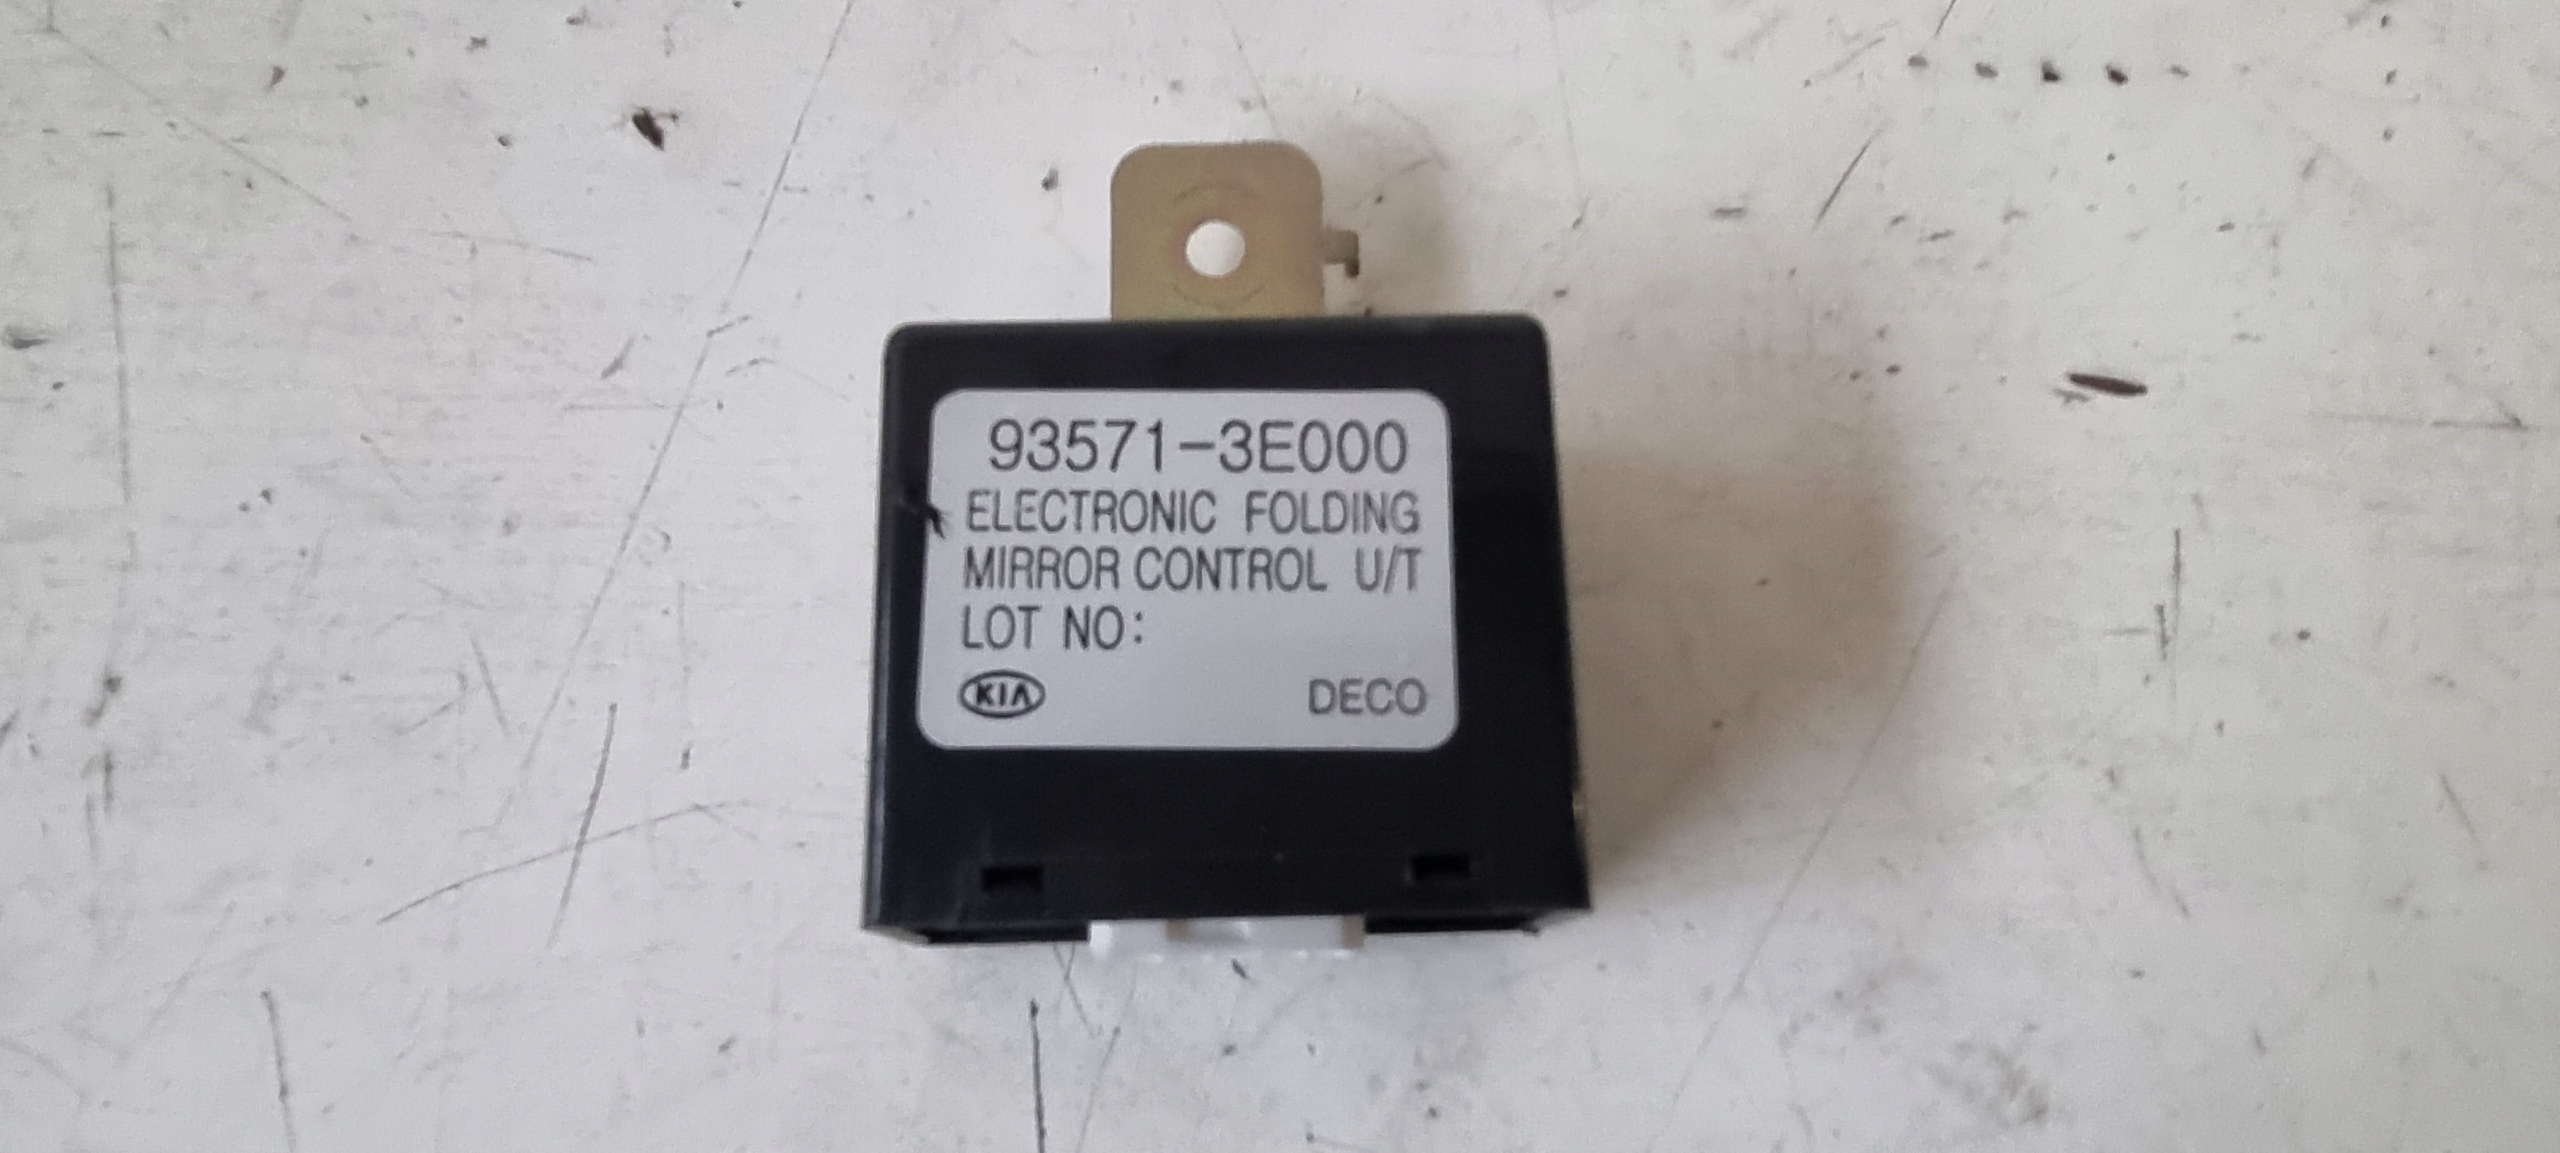 93571-3E000
ELECTRONIC FOLDING
MIRROR CONTROL U/T
LOT NO:
KIA DECO